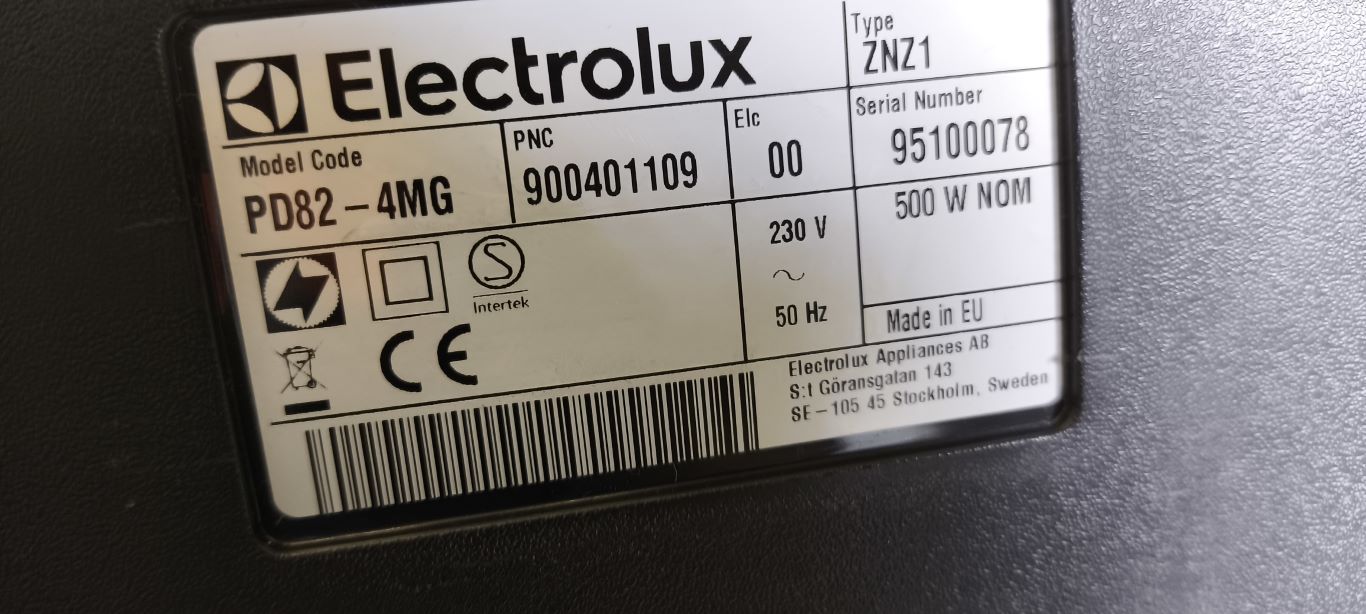 Electrolux
Type
ZNZ1
Model Code
PD82-4MG
PNC
900401109
Elc
00
Serial Number
95100078
Intertek
230 V
~
50 Hz
500 W NOM
Made in EU
CE
Electrolux Appliances AB
S:t Göransgatan 143
SE-105 45 Stockholm, Sweden